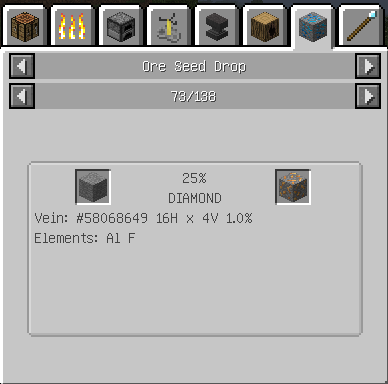 Ore Seed Drop
73/138
25%
DIAMOND
Vein: #58068649 16H x 4V 1.0%
Elements: Al F